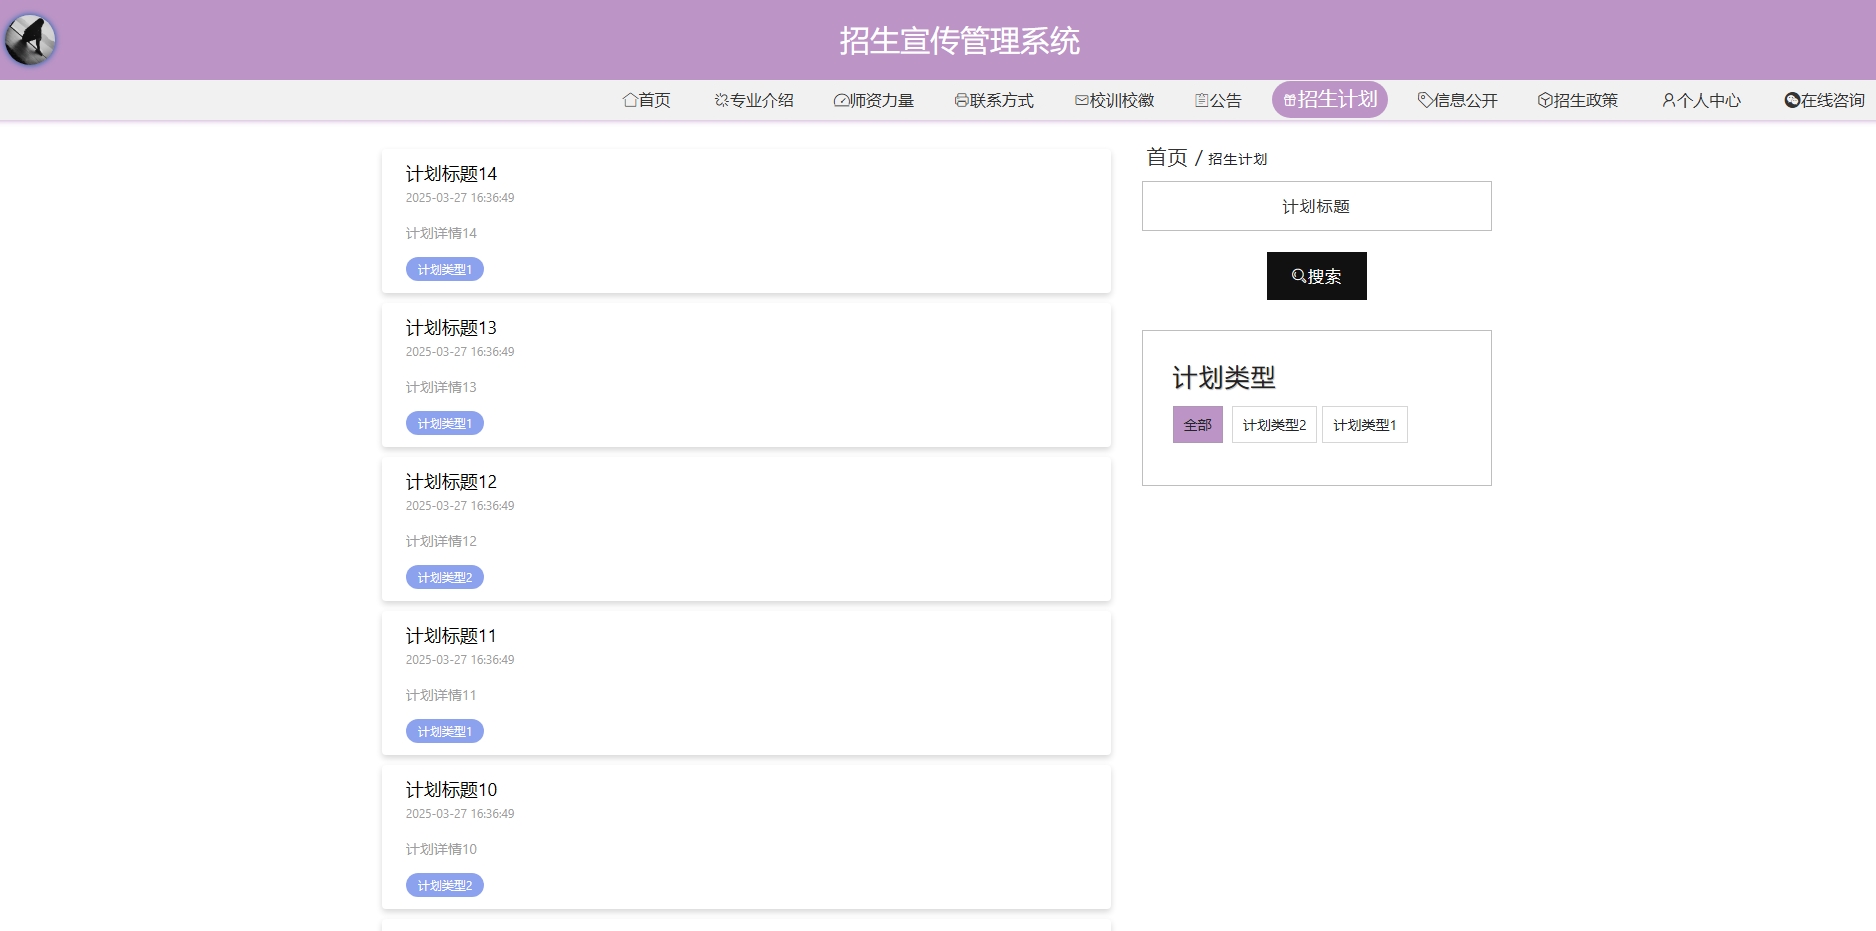 招生宣传管理系统
首页 专业介绍 师资力量 联系方式 校训校徽 公告 招生计划 信息公开 招生政策 个人中心 在线咨询
计划标题14
2025-03-27 16:36:49
计划详情14
计划类型1
计划标题13
2025-03-27 16:36:49
计划详情13
计划类型1
计划标题12
2025-03-27 16:36:49
计划详情12
计划类型2
计划标题11
2025-03-27 16:36:49
计划详情11
计划类型1
计划标题10
2025-03-27 16:36:49
计划详情10
计划类型2
首页 / 招生计划
计划标题
搜索
计划类型
全部 计划类型2 计划类型1